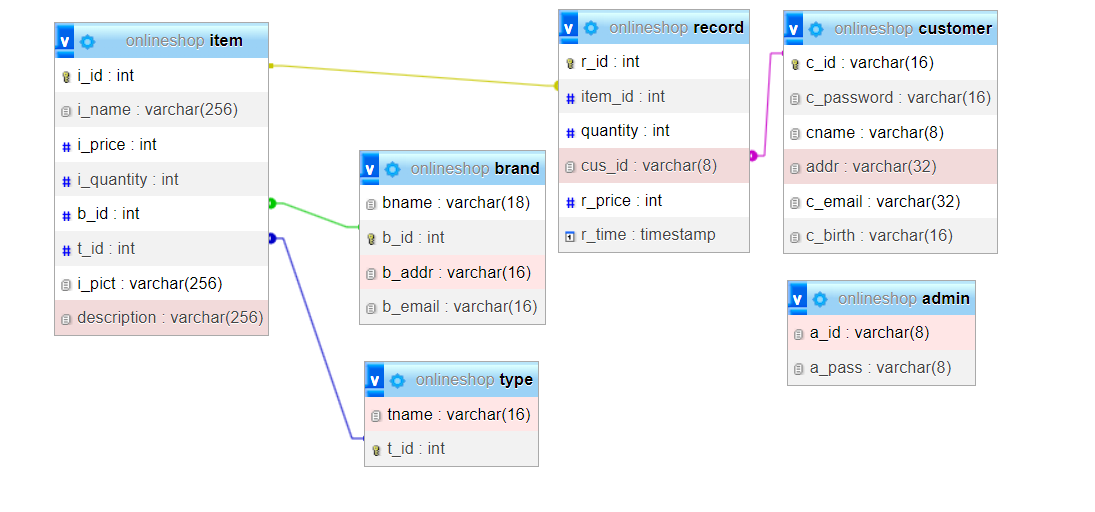 v onlineshop item
i_id : int
i_name : varchar(256)
# i_price : int
# i_quantity : int
# b_id : int
# t_id : int
i_pict : varchar(256)
description : varchar(256)
v onlineshop brand
bname : varchar(18)
b_id : int
b_addr : varchar(16)
b_email : varchar(16)
v onlineshop type
tname : varchar(16)
t_id : int
v onlineshop record
r_id : int
# item_id : int
# quantity : int
cus_id : varchar(8)
# r_price : int
r_time : timestamp
v onlineshop customer
c_id : varchar(16)
c_password : varchar(16)
cname : varchar(8)
addr : varchar(32)
c_email : varchar(32)
c_birth : varchar(16)
v onlineshop admin
a_id : varchar(8)
a_pass : varchar(8)